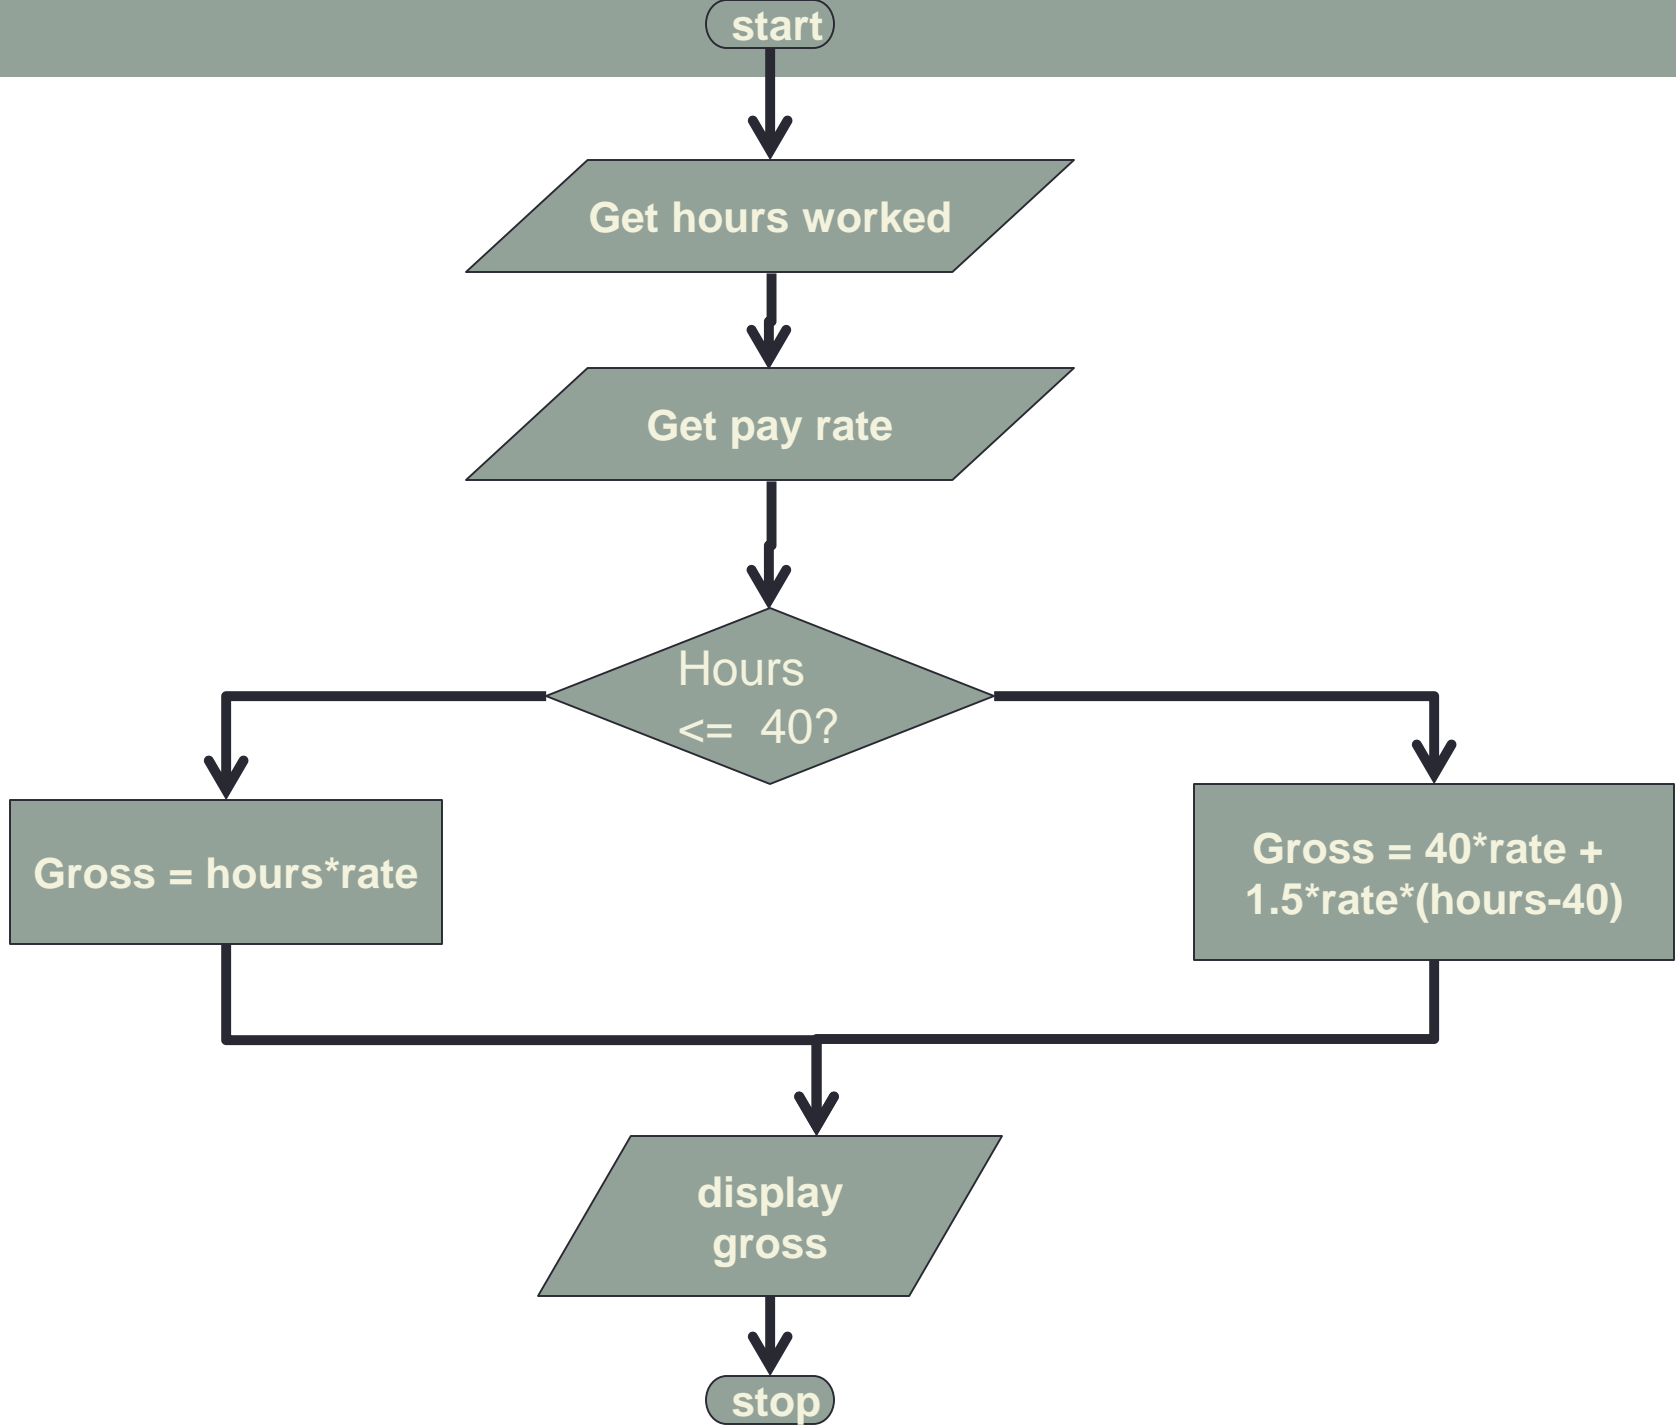 start
Get hours worked
Get pay rate
Hours
<= 40?
Gross = hours*rate
Gross = 40*rate +
1.5*rate*(hours-40)
display
gross
stop